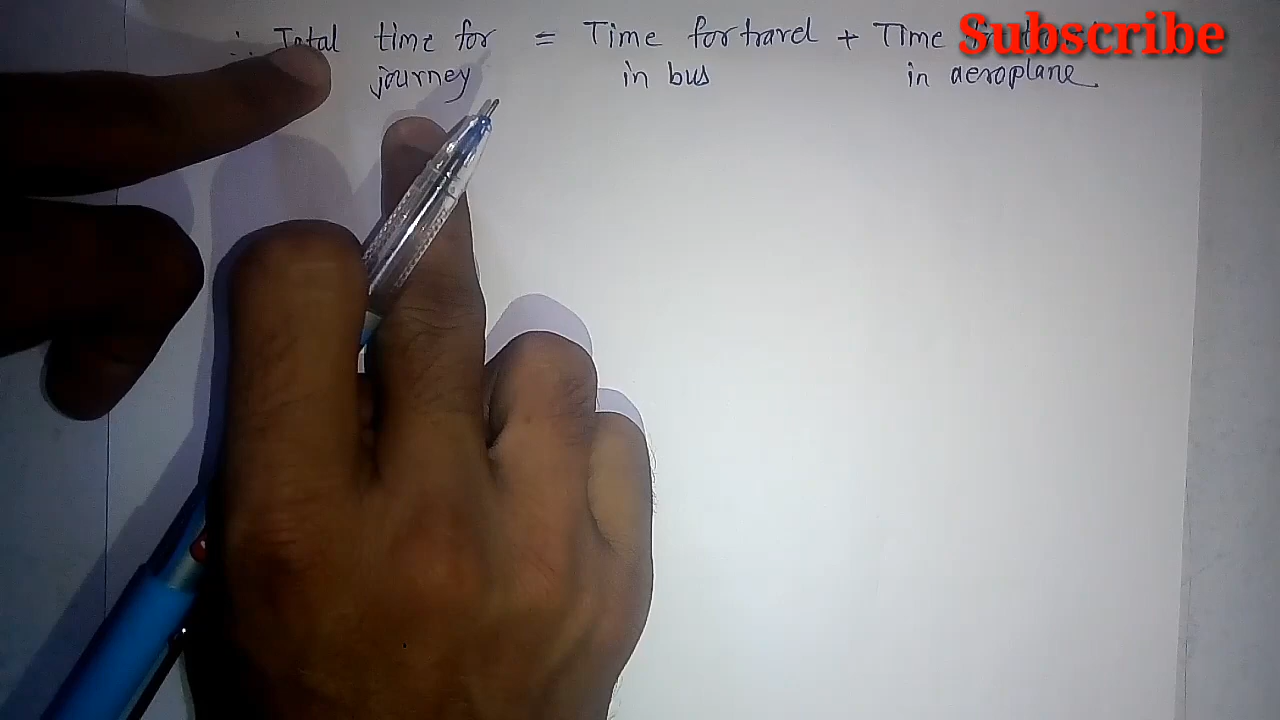 ∴ Total time for = Time for travel + Time
journey in bus in aeroplane
Subscribe